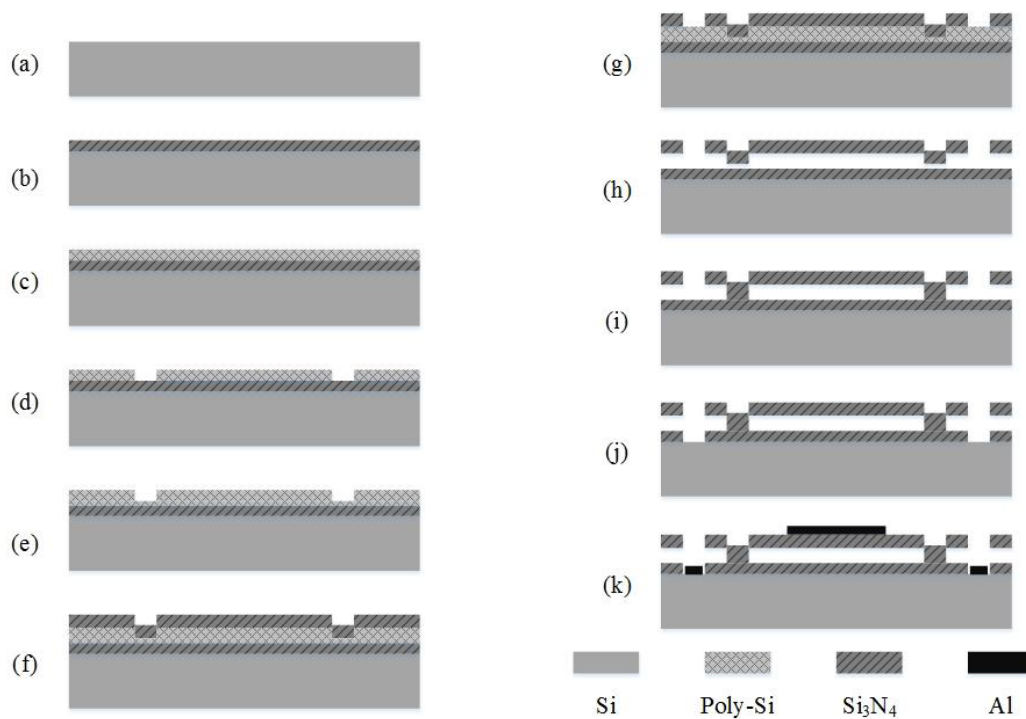 (a)
(b)
(c)
(d)
(e)
(f)
(g)
(h)
(i)
(j)
(k)
Si Poly-Si Si₃N₄ Al